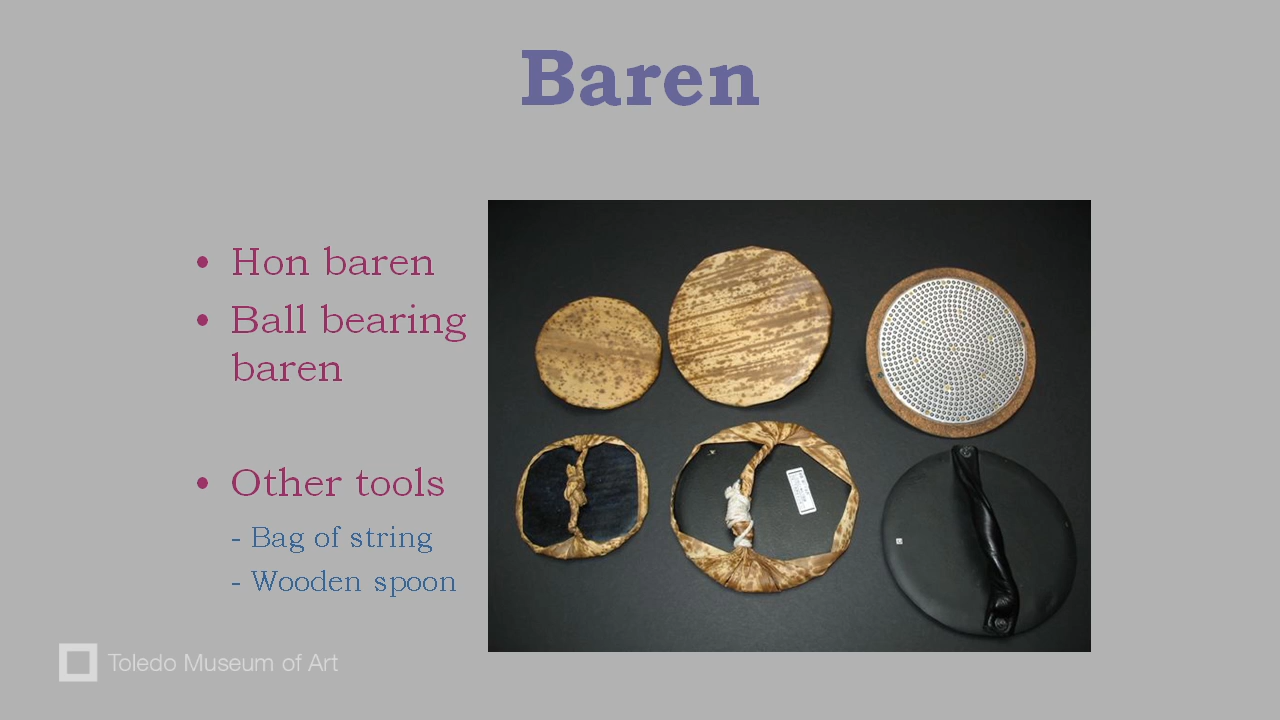 Baren
• Hon baren
• Ball bearing
baren
• Other tools
- Bag of string
- Wooden spoon
Toledo Museum of Art